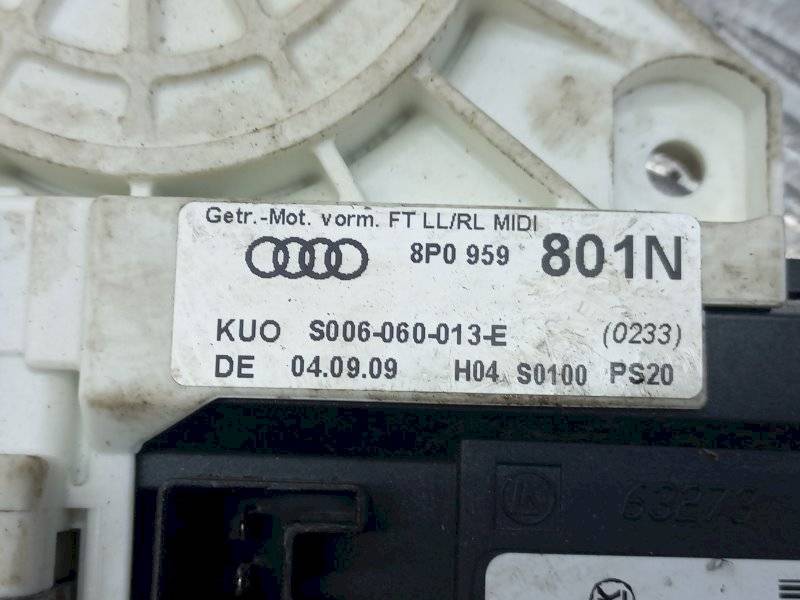 Getr.-Mot. vorm. FT LL/RL MIDI
8P0 959 801N
KUO S006-060-013-E (0233)
DE 04.09.09 H04 S0100 PS20
63273